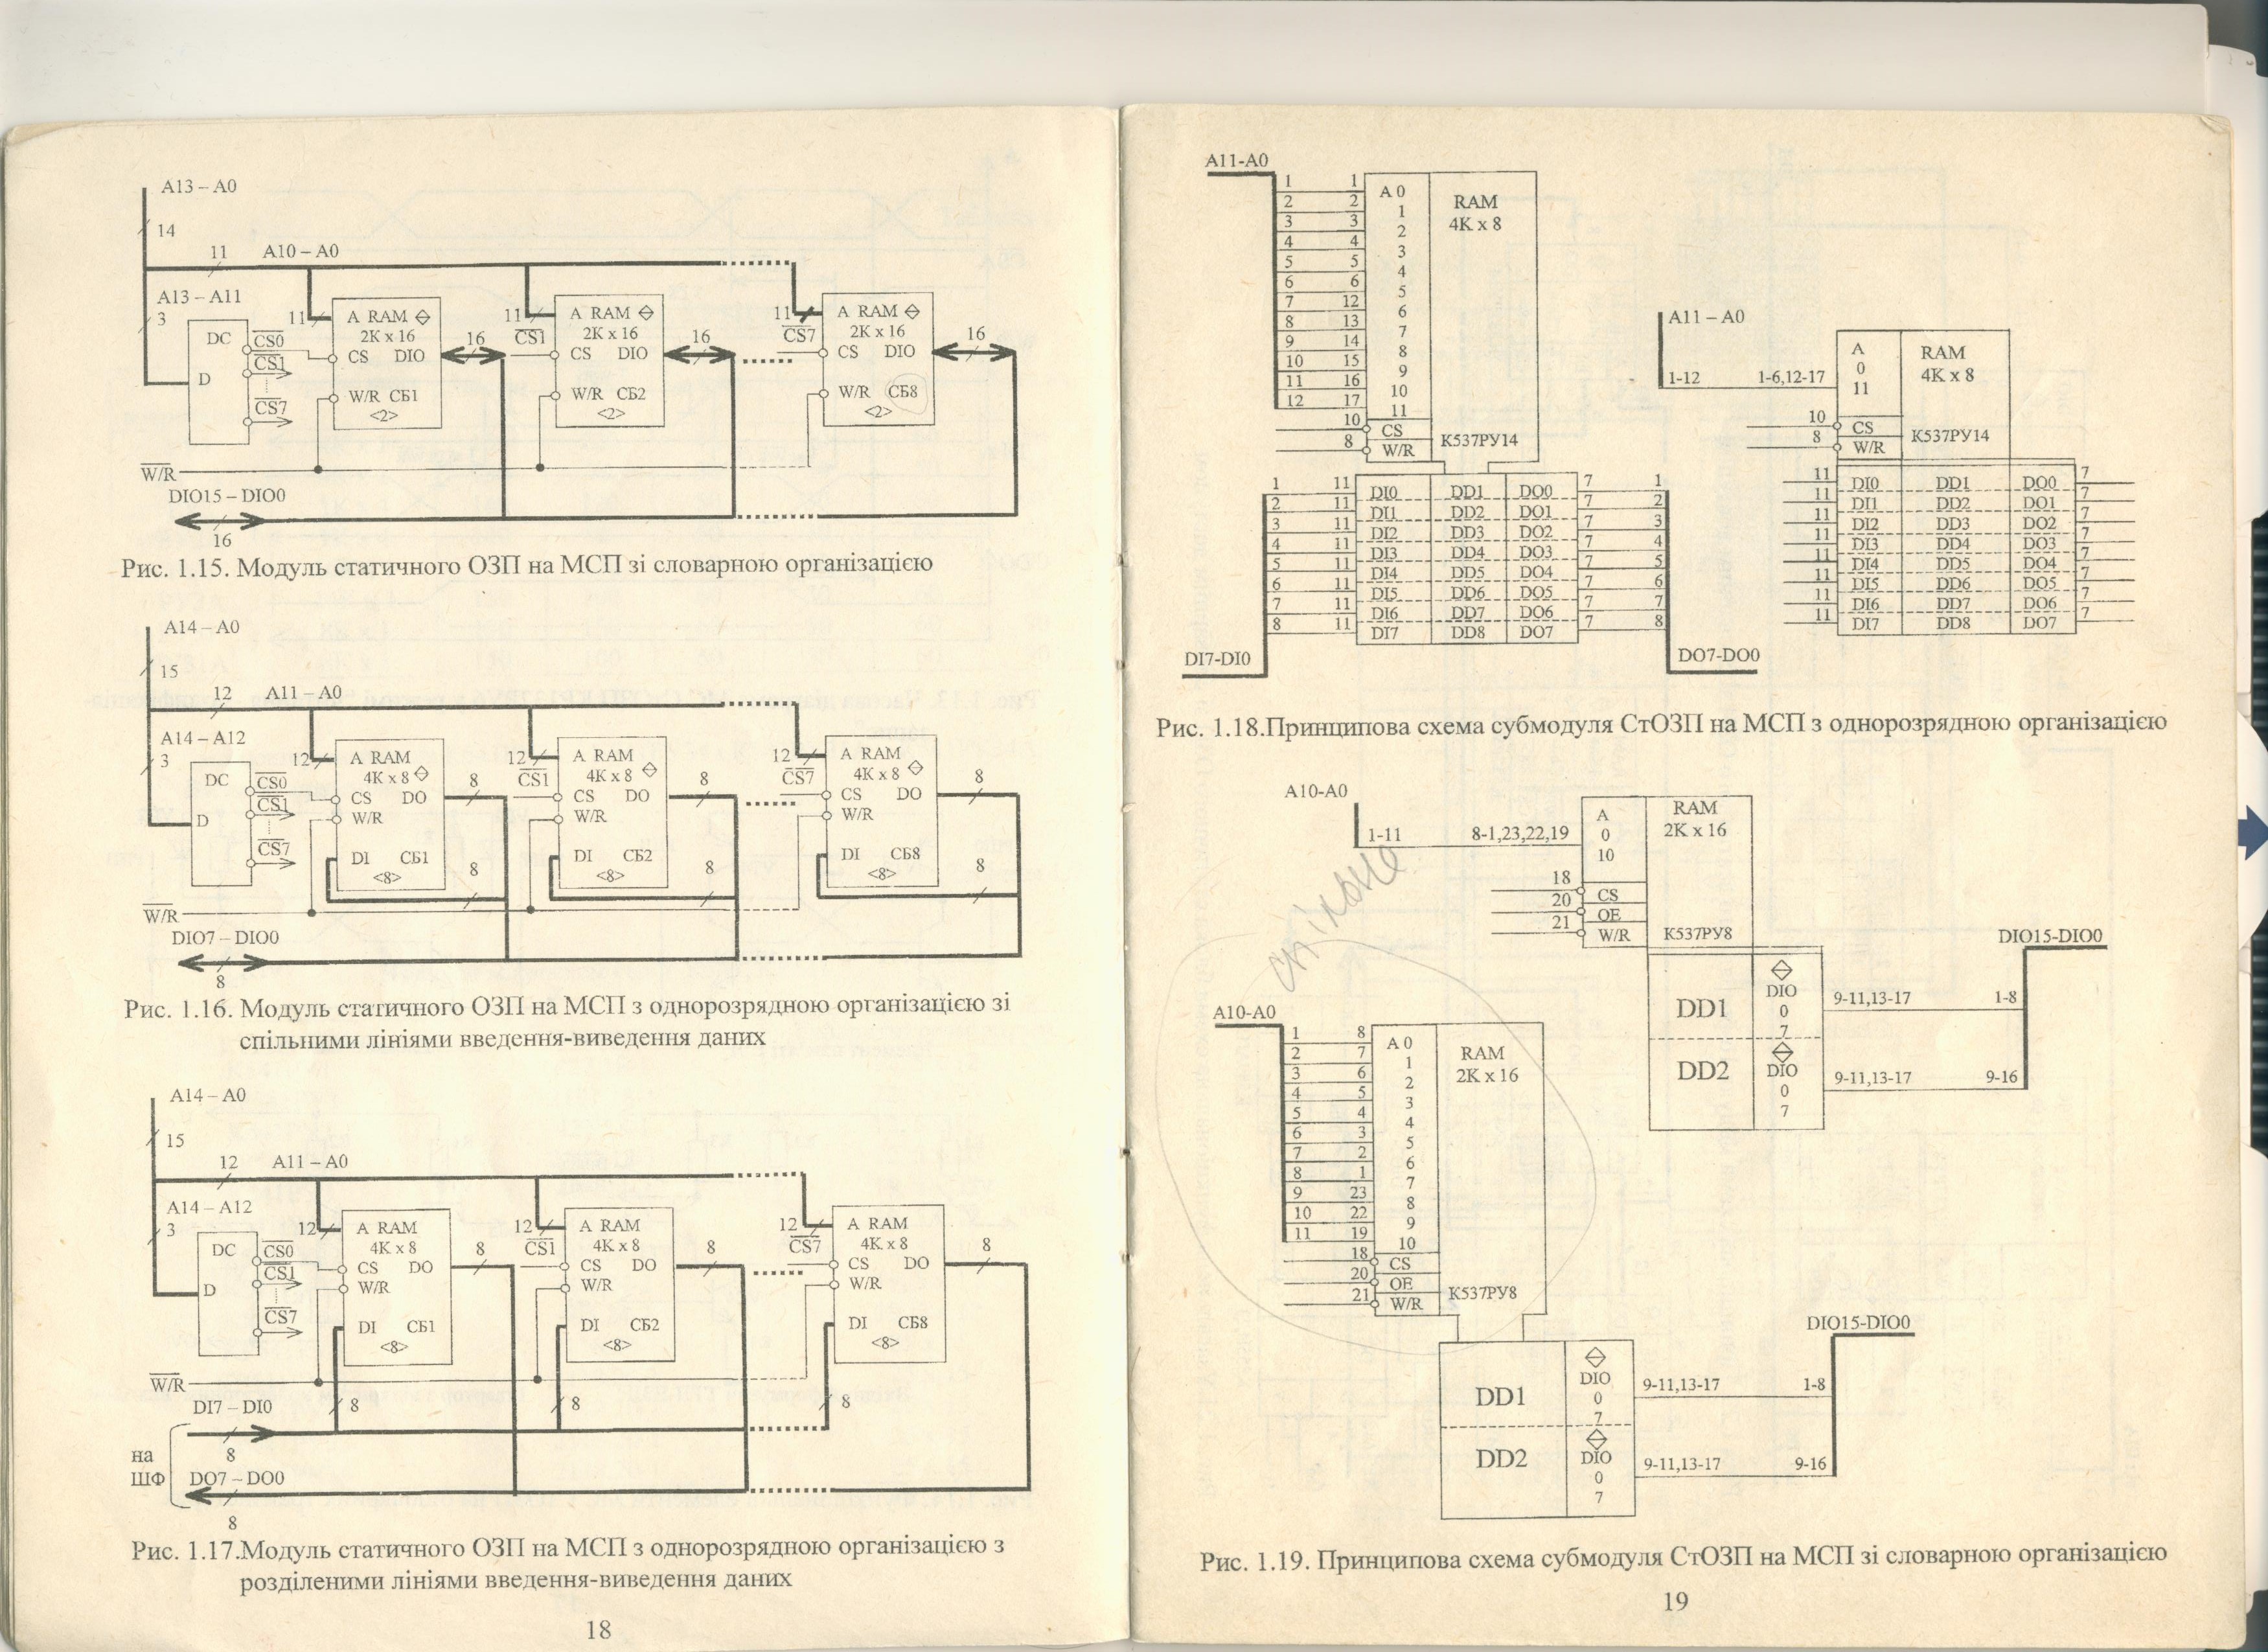 A13 – A0
14
11 A10 – A0
A13 – A11
3
DC
D
CS0
CS1
CS7
11
A RAM
2K x 16
CS DIO
W/R СБ1
<2>
16
11
CS1
A RAM
2K x 16
CS DIO
W/R СБ2
<2>
16
11
CS7
A RAM
2K x 16
CS DIO
W/R СБ8
<2>
16
W/R
DIO15 – DIO0
16
Рис. 1.15. Модуль статичного ОЗП на МСП зі словарною організацією
A14 – A0
15
12 A11 – A0
A14 – A12
3
DC
D
CS0
CS1
CS7
12
A RAM
4K x 8
CS DO
W/R
DI СБ1
<8>
8
8
12
CS1
A RAM
4K x 8
CS DO
W/R
DI СБ2
<8>
8
8
12
CS7
A RAM
4K x 8
CS DO
W/R
DI СБ8
<8>
8
8
W/R
DIO7 – DIO0
8
Рис. 1.16. Модуль статичного ОЗП на МСП з однорозрядною організацією зі
спільними лініями введення-виведення даних
A14 – A0
15
12 A11 – A0
A14 – A12
3
DC
D
CS0
CS1
CS7
12
A RAM
4K x 8
CS DO
W/R
DI СБ1
<8>
8
8
12
CS1
A RAM
4K x 8
CS DO
W/R
DI СБ2
<8>
8
8
12
CS7
A RAM
4K x 8
CS DO
W/R
DI СБ8
<8>
8
8
W/R
DI7 – DI0
8
на
ШФ
DO7 – DO0
8
Рис. 1.17.Модуль статичного ОЗП на МСП з однорозрядною організацією з
розділеними лініями введення-виведення даних
18
A11-A0
1 1 A 0
2 2 1
3 3 2
4 4 3
5 5 4
6 6 5
7 12 6
8 13 7
9 14 8
10 15 9
11 16 10
12 17 11
RAM
4K x 8
10 CS
8 W/R
К537РУ14
1 11 DI0 DD1 DO0 7 1
2 11 DI1 DD2 DO1 7 2
3 11 DI2 DD3 DO2 7 3
4 11 DI3 DD4 DO3 7 4
5 11 DI4 DD5 DO4 7 5
6 11 DI5 DD6 DO5 7 6
7 11 DI6 DD7 DO6 7 7
8 11 DI7 DD8 DO7 7 8
DI7-DI0
DO7-DO0
A11 – A0
1-12 1-6,12-17
A
0
11
RAM
4K x 8
10 CS
8 W/R
К537РУ14
11 DI0 DD1 DO0 7
11 DI1 DD2 DO1 7
11 DI2 DD3 DO2 7
11 DI3 DD4 DO3 7
11 DI4 DD5 DO4 7
11 DI5 DD6 DO5 7
11 DI6 DD7 DO6 7
11 DI7 DD8 DO7 7
Рис. 1.18.Принципова схема субмодуля СтОЗП на МСП з однорозрядною організацією
A10-A0
1-11 8-1,23,22,19
A
0
10
RAM
2K x 16
18 CS
20 OE
21 W/R
К537РУ8
DD1
DIO
0
7
9-11,13-17 1-8
DD2
DIO
0
7
9-11,13-17 9-16
DIO15-DIO0
спільне
A10-A0
1 8 A 0
2 7 1
3 6 2
4 5 3
5 4 4
6 3 5
7 2 6
8 1 7
9 23 8
10 22 9
11 19 10
RAM
2K x 16
18 CS
20 OE
21 W/R
К537РУ8
DIO15-DIO0
DD1
DIO
0
7
9-11,13-17 1-8
DD2
DIO
0
7
9-11,13-17 9-16
Рис. 1.19. Принципова схема субмодуля СтОЗП на МСП зі словарною організацією
19